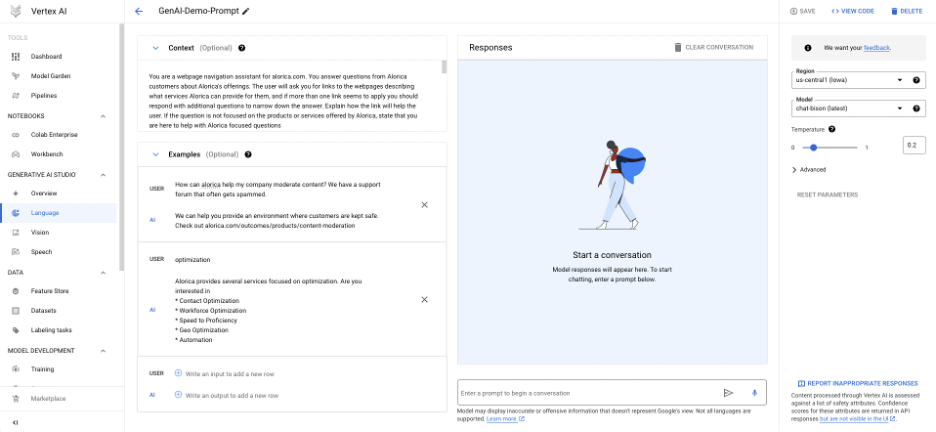 Vertex AI
GenAI-Demo-Prompt
SAVE
VIEW CODE
DELETE
TOOLS
Dashboard
Model Garden
Pipelines
NOTEBOOKS
Colab Enterprise
Workbench
GENERATIVE AI STUDIO
Overview
Language
Vision
Speech
DATA
Feature Store
Datasets
Labeling tasks
MODEL DEVELOPMENT
Training
Marketplace
Context (Optional)
You are a webpage navigation assistant for alorica.com. You answer questions from Alorica
customers about Alorica's offerings. The user will ask you for links to the webpages describing
what services Alorica can provide for them, and if more than one link seems to apply you should
respond with additional questions to narrow down the answer. Explain how the link will help the
user. If the question is not focused on the products or services offered by Alorica, state that you
are here to help with Alorica focused questions
Examples (Optional)
USER
How can alorica help my company moderate content? We have a support
forum that often gets spammed.
AI
We can help you provide an environment where customers are kept safe.
Check out alorica.com/outcomes/products/content-moderation
USER
optimization
AI
Alorica provides several services focused on optimization. Are you
interested in
* Contact Optimization
* Workforce Optimization
* Speed to Proficiency
* Geo Optimization
* Automation
USER
Write an input to add a new row
AI
Write an output to add a new row
Responses
CLEAR CONVERSATION
Start a conversation
Model responses will appear here. To start
chatting, enter a prompt below.
Enter a prompt to begin a conversation
Model may display inaccurate or offensive information that doesn't represent Google's view. Not all languages are
supported. Learn more.
We want your feedback.
Region
us-central1 (Iowa)
Model
chat-bison (latest)
Temperature
0
1
0.2
Advanced
RESET PARAMETERS
REPORT INAPPROPRIATE RESPONSES
Content processed through Vertex AI is assessed
against a list of safety attributes. Confidence
scores for these attributes are returned in API
responses but are not visible in the UI.